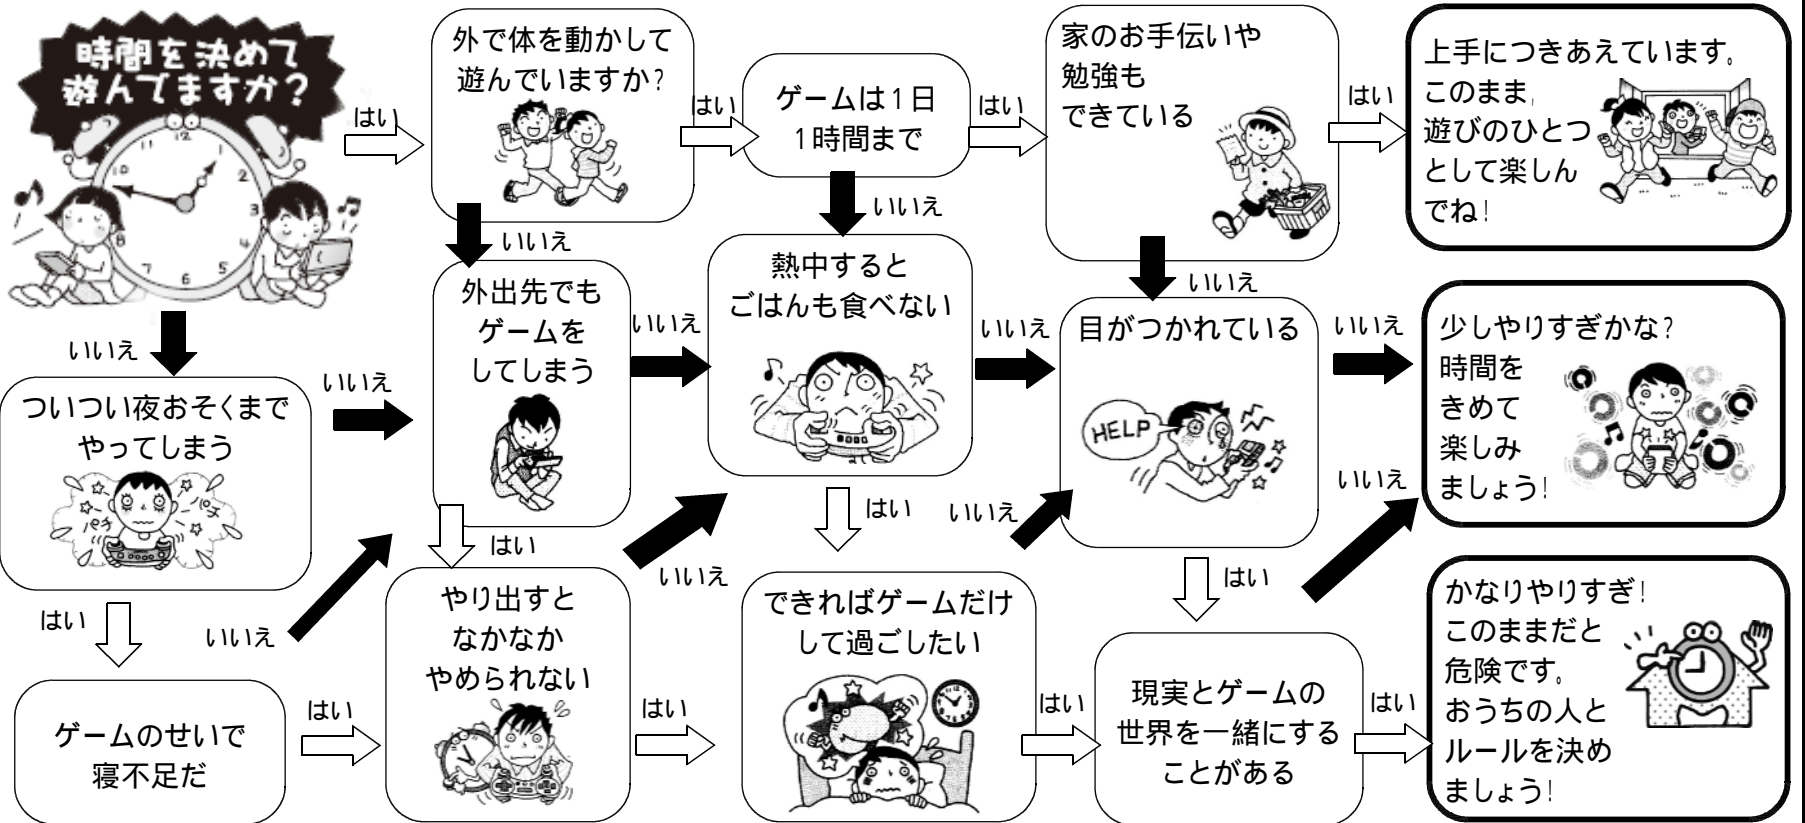 時間を決めて
遊んでますか?
はい
いいえ
外で体を動かして
遊んでいますか?
はい
いいえ
ゲームは1日
1時間まで
はい
いいえ
家のお手伝いや
勉強も
できている
はい
いいえ
上手につきあえています。
このまま,
遊びのひとつ
として楽しん
でね!
ついつい夜おそくまで
やってしまう
パチ
パチ
いいえ
はい
外出先でも
ゲームを
してしまう
いいえ
はい
熱中すると
ごはんも食べない
いいえ
はい
目がつかれている
HELP
いいえ
はい
少しやりすぎかな?
時間を
きめて
楽しみ
ましょう!
ゲームのせいで
寝不足だ
いいえ
はい
やり出すと
なかなか
やめられない
いいえ
はい
できればゲームだけ
して過ごしたい
いいえ
はい
現実とゲームの
世界を一緒にする
ことがある
いいえ
はい
かなりやりすぎ!
このままだと
危険です。
おうちの人と
ルールを決め
ましょう!